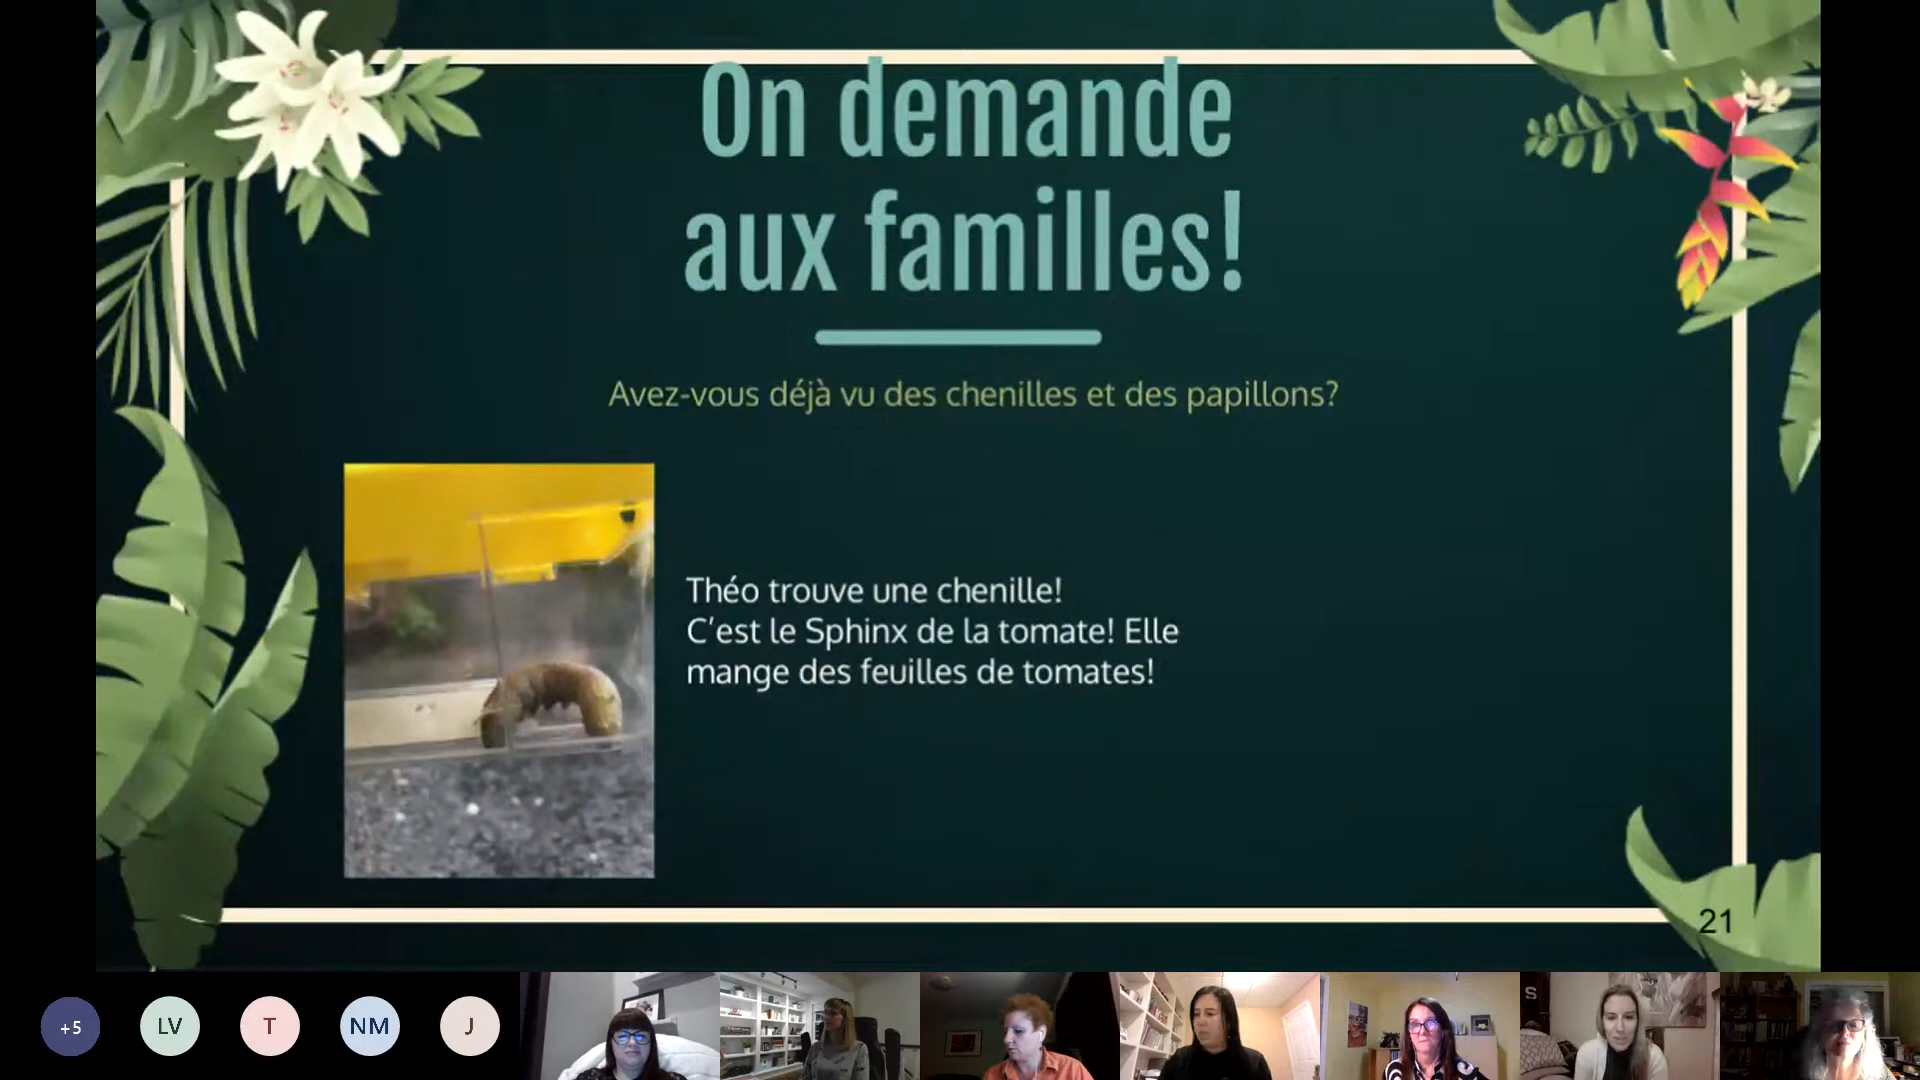 On demande
aux familles!
Avez-vous déjà vu des chenilles et des papillons?
Théo trouve une chenille!
C'est le Sphinx de la tomate! Elle
mange des feuilles de tomates!
21
+5
LV
T
NM
J
S